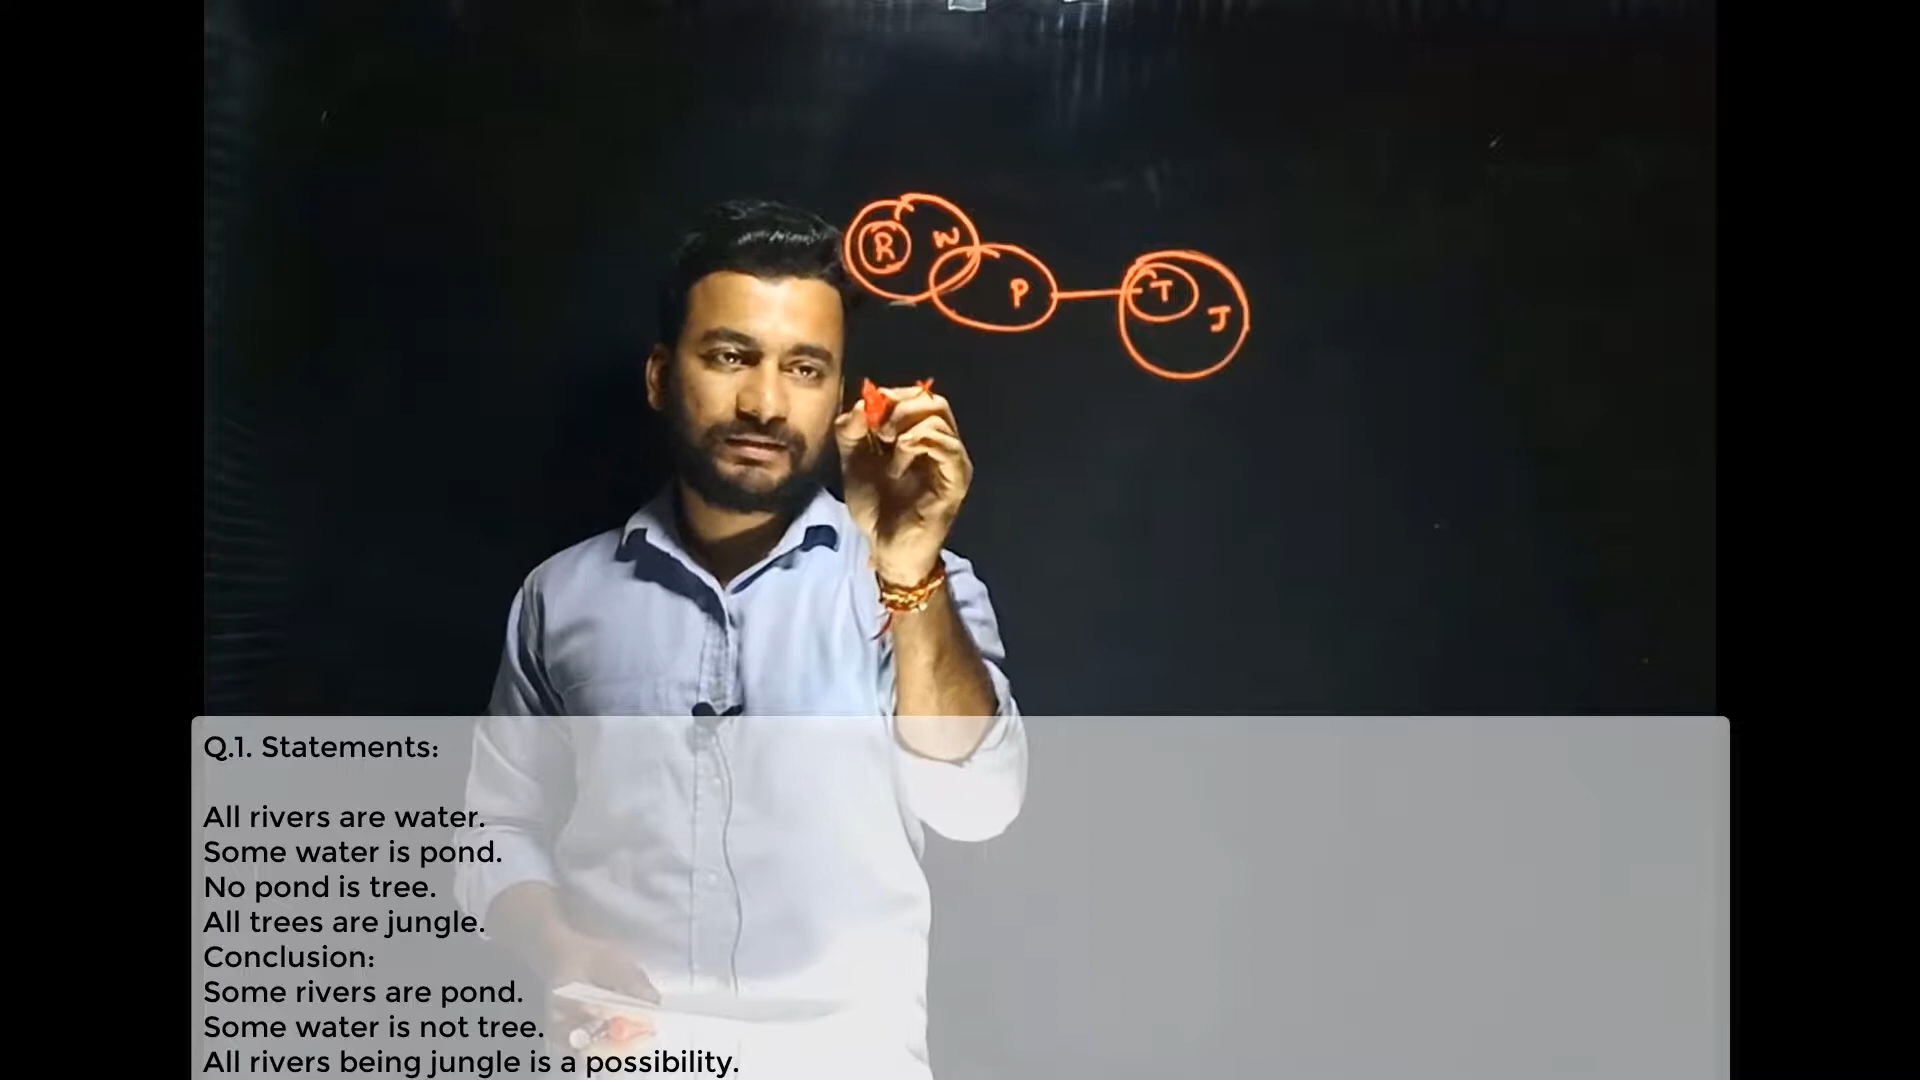 R W
P T
J
Q.1. Statements:
All rivers are water.
Some water is pond.
No pond is tree.
All trees are jungle.
Conclusion:
Some rivers are pond.
Some water is not tree.
All rivers being jungle is a possibility.